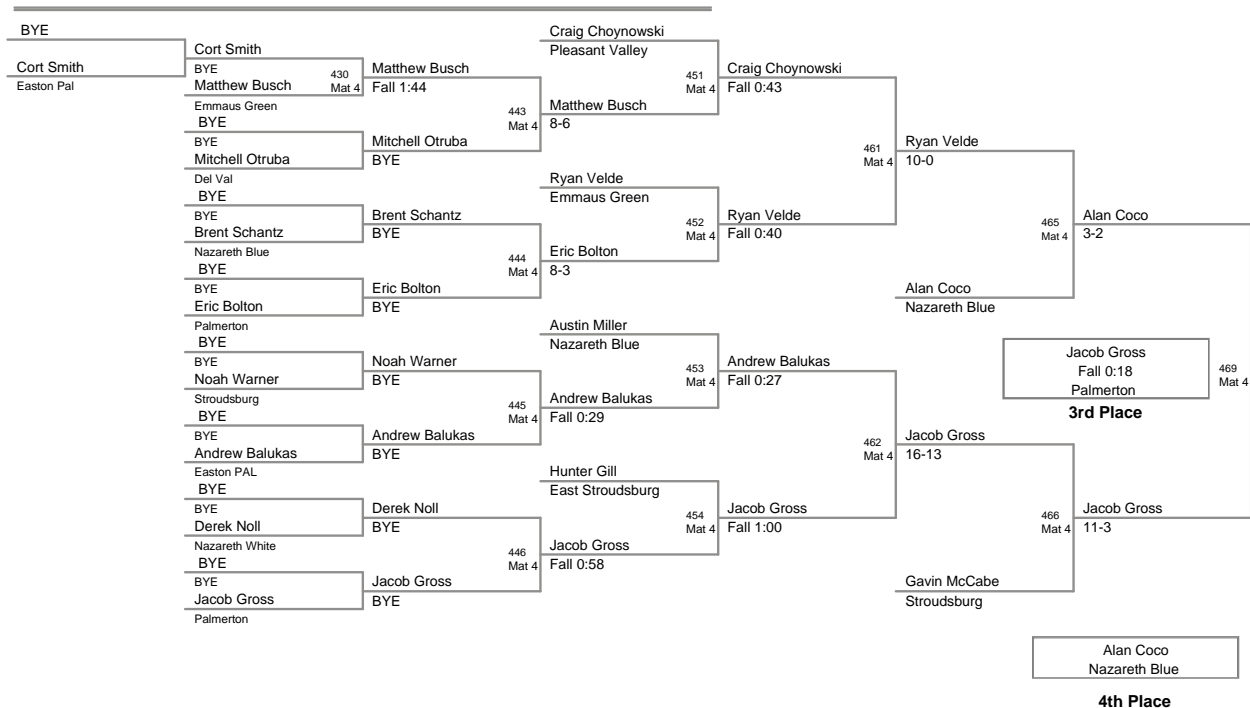 BYE
Cort Smith
Easton Pal
Cort Smith
BYE
Matthew Busch
Emmaus Green
BYE
BYE
Mitchell Otruba
Del Val
BYE
BYE
Brent Schantz
Nazareth Blue
BYE
BYE
Eric Bolton
Palmerton
BYE
BYE
Noah Warner
Stroudsburg
BYE
BYE
Andrew Balukas
Easton PAL
BYE
BYE
Derek Noll
Nazareth White
BYE
BYE
Jacob Gross
Palmerton
430
Mat 4
Matthew Busch
Fall 1:44
Mitchell Otruba
BYE
Brent Schantz
BYE
Eric Bolton
BYE
Noah Warner
BYE
Andrew Balukas
BYE
Derek Noll
BYE
Jacob Gross
BYE
443
Mat 4
444
Mat 4
445
Mat 4
446
Mat 4
Craig Choynowski
Pleasant Valley
Matthew Busch
8-6
Ryan Velde
Emmaus Green
Eric Bolton
8-3
Austin Miller
Nazareth Blue
Andrew Balukas
Fall 0:29
Hunter Gill
East Stroudsburg
Jacob Gross
Fall 0:58
451
Mat 4
452
Mat 4
453
Mat 4
454
Mat 4
Craig Choynowski
Fall 0:43
Ryan Velde
Fall 0:40
Andrew Balukas
Fall 0:27
Jacob Gross
Fall 1:00
461
Mat 4
462
Mat 4
Ryan Velde
10-0
Alan Coco
Nazareth Blue
Jacob Gross
16-13
Gavin McCabe
Stroudsburg
465
Mat 4
466
Mat 4
Alan Coco
3-2
Jacob Gross
11-3
Jacob Gross
Fall 0:18
Palmerton
3rd Place
469
Mat 4
Alan Coco
Nazareth Blue
4th Place